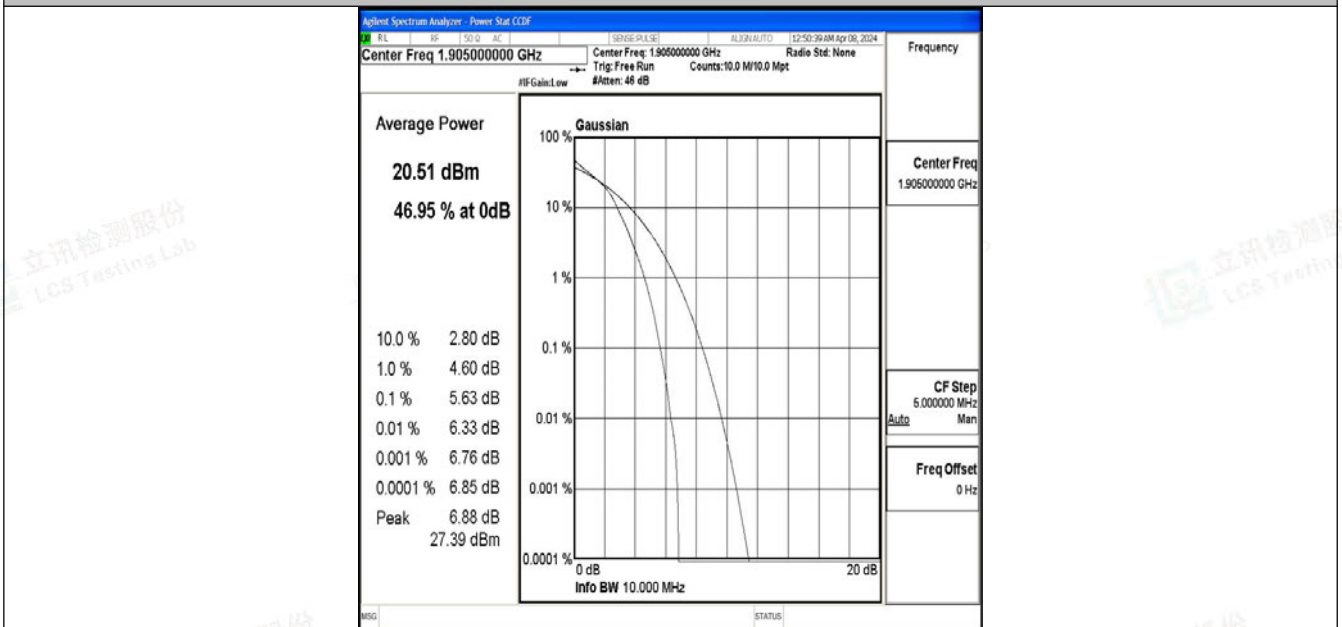 Agilent Spectrum Analyzer - Power Stat CCDF
RL RF 50 Ω AC SENSE:PULSE ALIGN AUTO 12:50:39 AM Apr 08, 2024
Center Freq 1.905000000 GHz
Center Freq: 1.905000000 GHz Radio Std: None
Trig: Free Run Counts:10.0 M/10.0 Mpt
#IFGain:Low #Atten: 46 dB
Frequency
Average Power
20.51 dBm
46.95 % at 0dB
10.0 % 2.80 dB
1.0 % 4.60 dB
0.1 % 5.63 dB
0.01 % 6.33 dB
0.001 % 6.76 dB
0.0001 % 6.85 dB
Peak 6.88 dB
27.39 dBm
Gaussian
100 %
10 %
1 %
0.1 %
0.01 %
0.001 %
0.0001 %
0 dB 20 dB
Info BW 10.000 MHz
Center Freq
1.905000000 GHz
CF Step
5.000000 MHz
Auto Man
Freq Offset
0 Hz
MSG STATUS
立讯检测股份
LCS Testing Lab
立讯检测股
LCS Testing